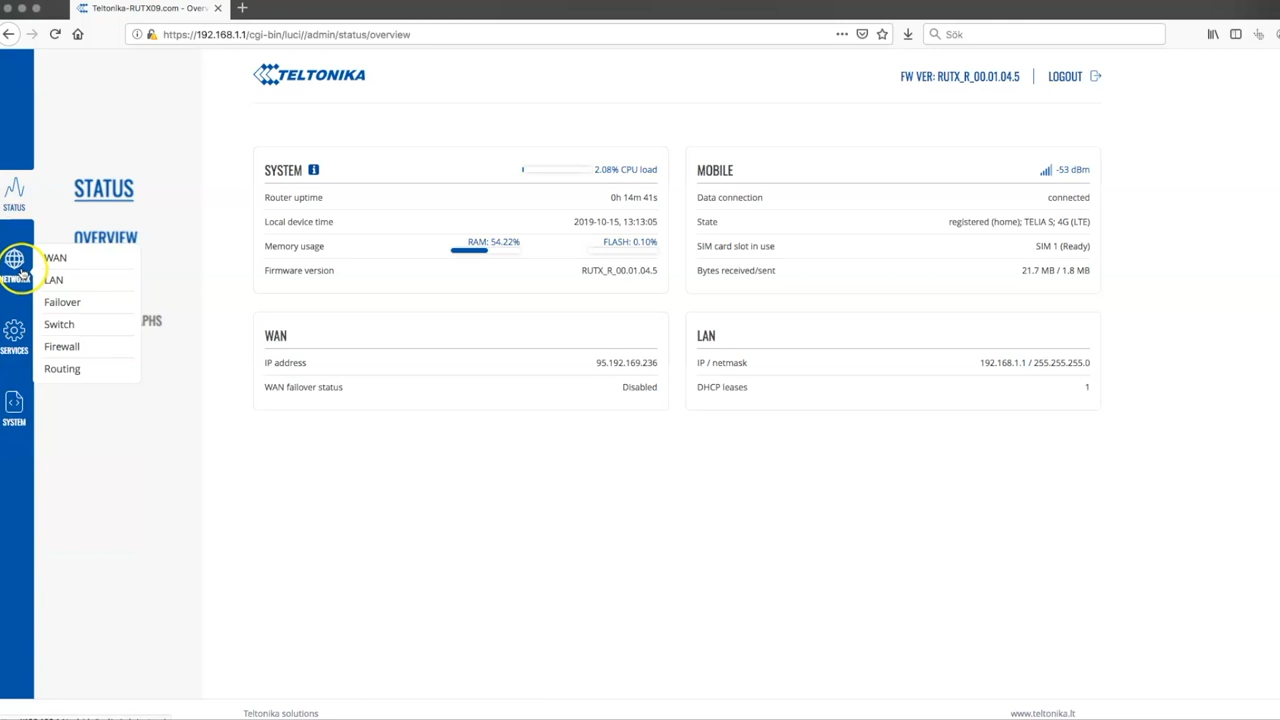 Teltonika-RUTX09.com - Overv
https://192.168.1.1/cgi-bin/luci//admin/status/overview
Sök
TELTONIKA
FW VER: RUTX_R_00.01.04.5
LOGOUT
STATUS
NETWORK
SERVICES
SYSTEM
STATUS
OVERVIEW
PHS
WAN
LAN
Failover
Switch
Firewall
Routing
SYSTEM
2.08% CPU load
Router uptime 0h 14m 41s
Local device time 2019-10-15, 13:13:05
Memory usage RAM: 54.22% FLASH: 0.10%
Firmware version RUTX_R_00.01.04.5
MOBILE
-53 dBm
Data connection connected
State registered (home); TELIA S; 4G (LTE)
SIM card slot in use SIM 1 (Ready)
Bytes received/sent 21.7 MB / 1.8 MB
WAN
IP address 95.192.169.236
WAN failover status Disabled
LAN
IP / netmask 192.168.1.1 / 255.255.255.0
DHCP leases 1
Teltonika solutions
www.teltonika.lt